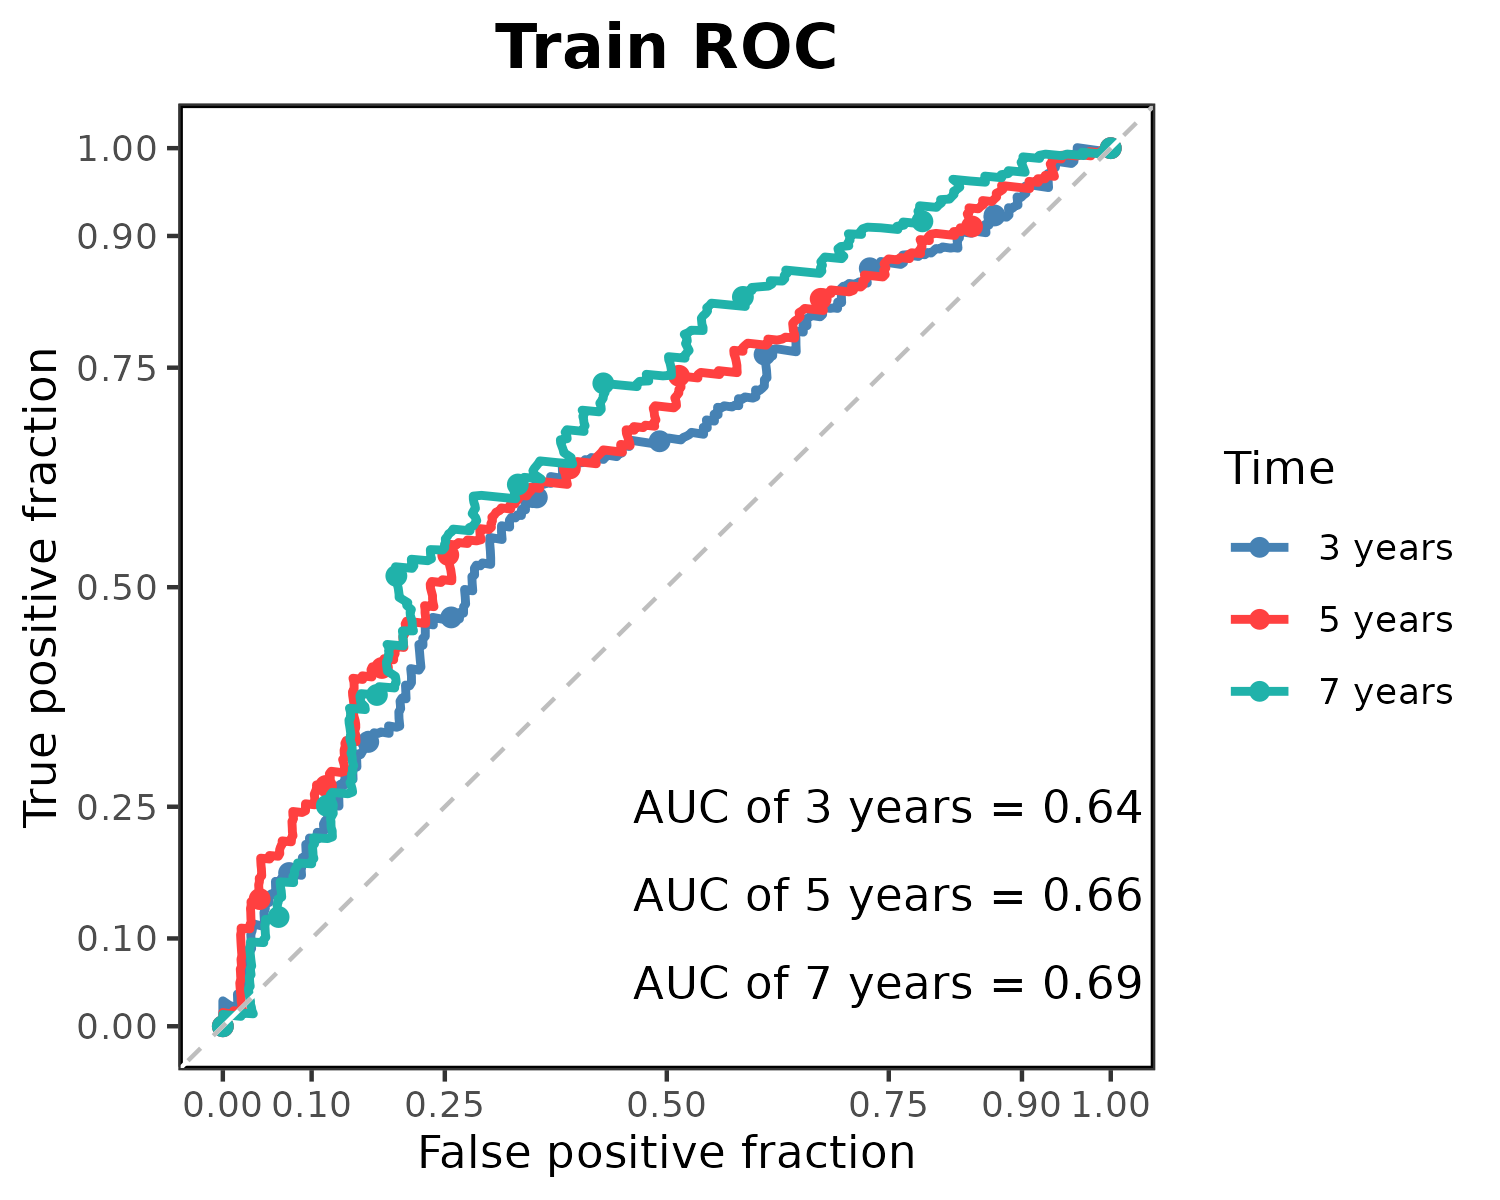 Train ROC
True positive fraction
1.00
0.90
0.75
0.50
0.25
0.10
0.00
AUC of 3 years = 0.64
AUC of 5 years = 0.66
AUC of 7 years = 0.69
0.00 0.10 0.25 0.50 0.75 0.90 1.00
False positive fraction
Time
3 years
5 years
7 years